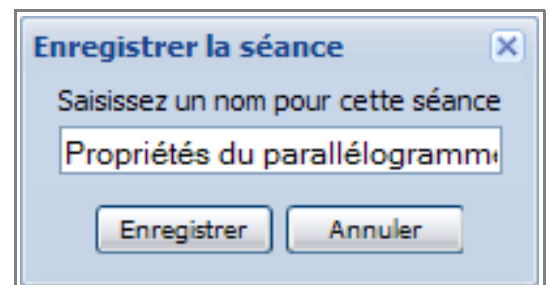 Enregistrer la séance
Saisissez un nom pour cette séance
Propriétés du parallélogramm
Enregistrer Annuler